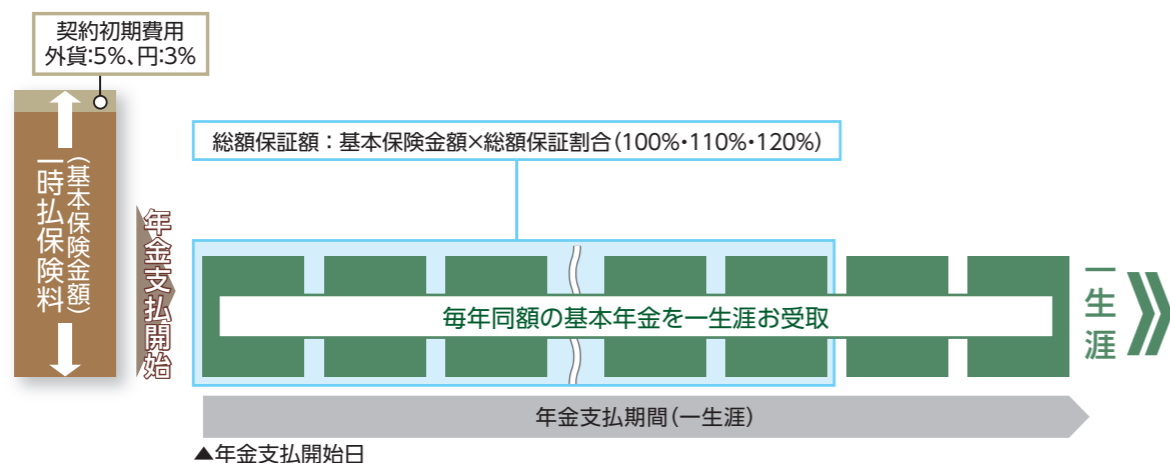 契約初期費用
外貨:5%、円:3%
一時払保険料
(基本保険金額)
年金支払開始
総額保証額:基本保険金額×総額保証割合(100%・110%・120%)
毎年同額の基本年金を一生涯お受取
一生涯
年金支払期間(一生涯)
▲年金支払開始日